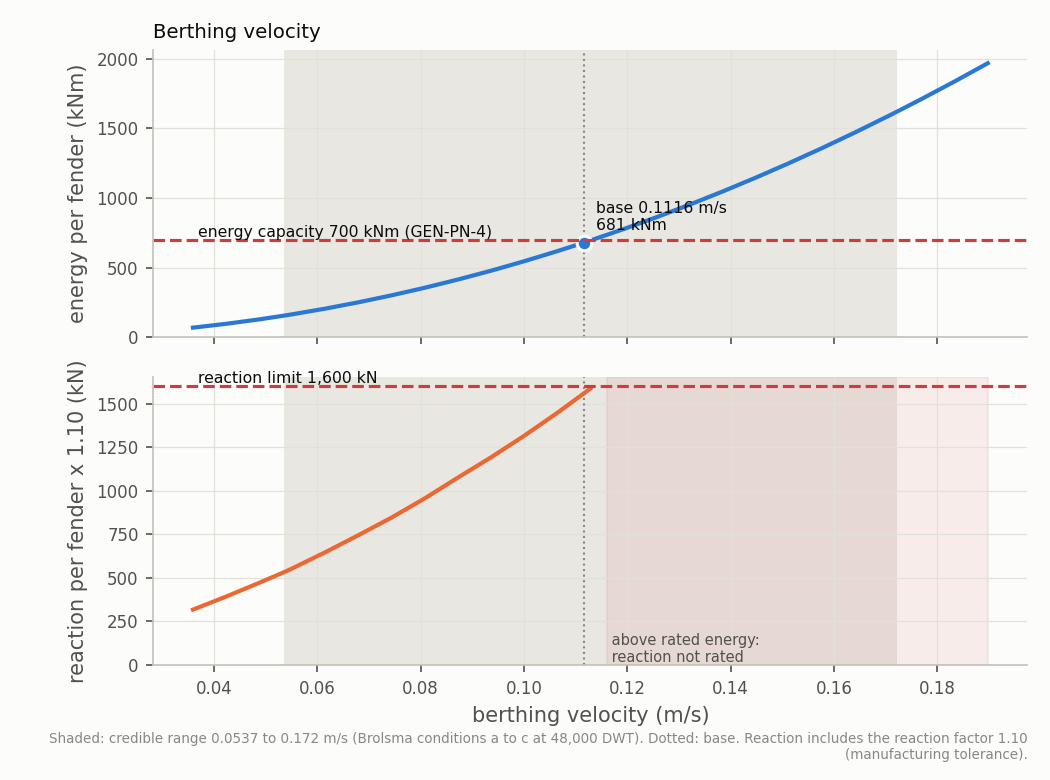 Berthing velocity
energy per fender (kNm)
2000
1500
1000
500
0
energy capacity 700 kNm (GEN-PN-4)
base 0.1116 m/s
681 kNm
reaction per fender x 1.10 (kN)
1500
1250
1000
750
500
250
0
reaction limit 1,600 kN
above rated energy:
reaction not rated
0.04 0.06 0.08 0.10 0.12 0.14 0.16 0.18
berthing velocity (m/s)
Shaded: credible range 0.0537 to 0.172 m/s (Brolsma conditions a to c at 48,000 DWT). Dotted: base. Reaction includes the reaction factor 1.10
(manufacturing tolerance).